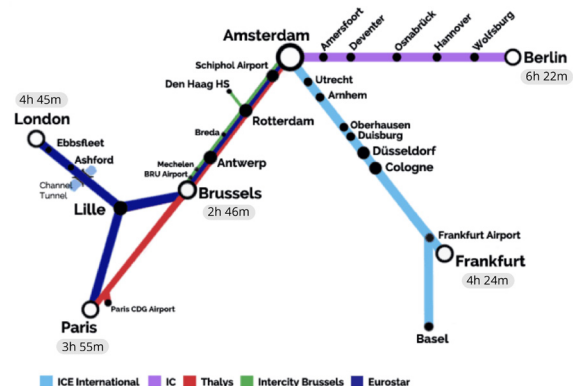 Amsterdam
Amersfoort
Deventer
Osnabrück
Hannover
Wolfsburg
Berlin
6h 22m
Schiphol Airport
Den Haag HS
Utrecht
Arnhem
Rotterdam
4h 45m
London
Ebbsfleet
Ashford
Channel
Tunnel
Breda
Oberhausen
Duisburg
Düsseldorf
Cologne
Mechelen
BRU Airport
Antwerp
Lille
Brussels
2h 46m
Frankfurt Airport
Frankfurt
4h 24m
Paris CDG Airport
Paris
3h 55m
Basel
ICE International
IC
Thalys
Intercity Brussels
Eurostar